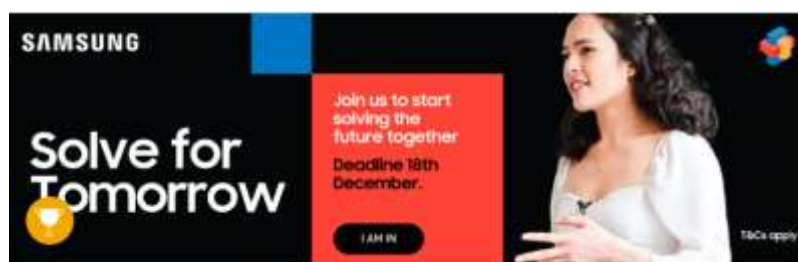 SAMSUNG
Solve for
Tomorrow
Join us to start
solving the
future together
Deadline 18th
December.
I AM IN
T&Cs apply